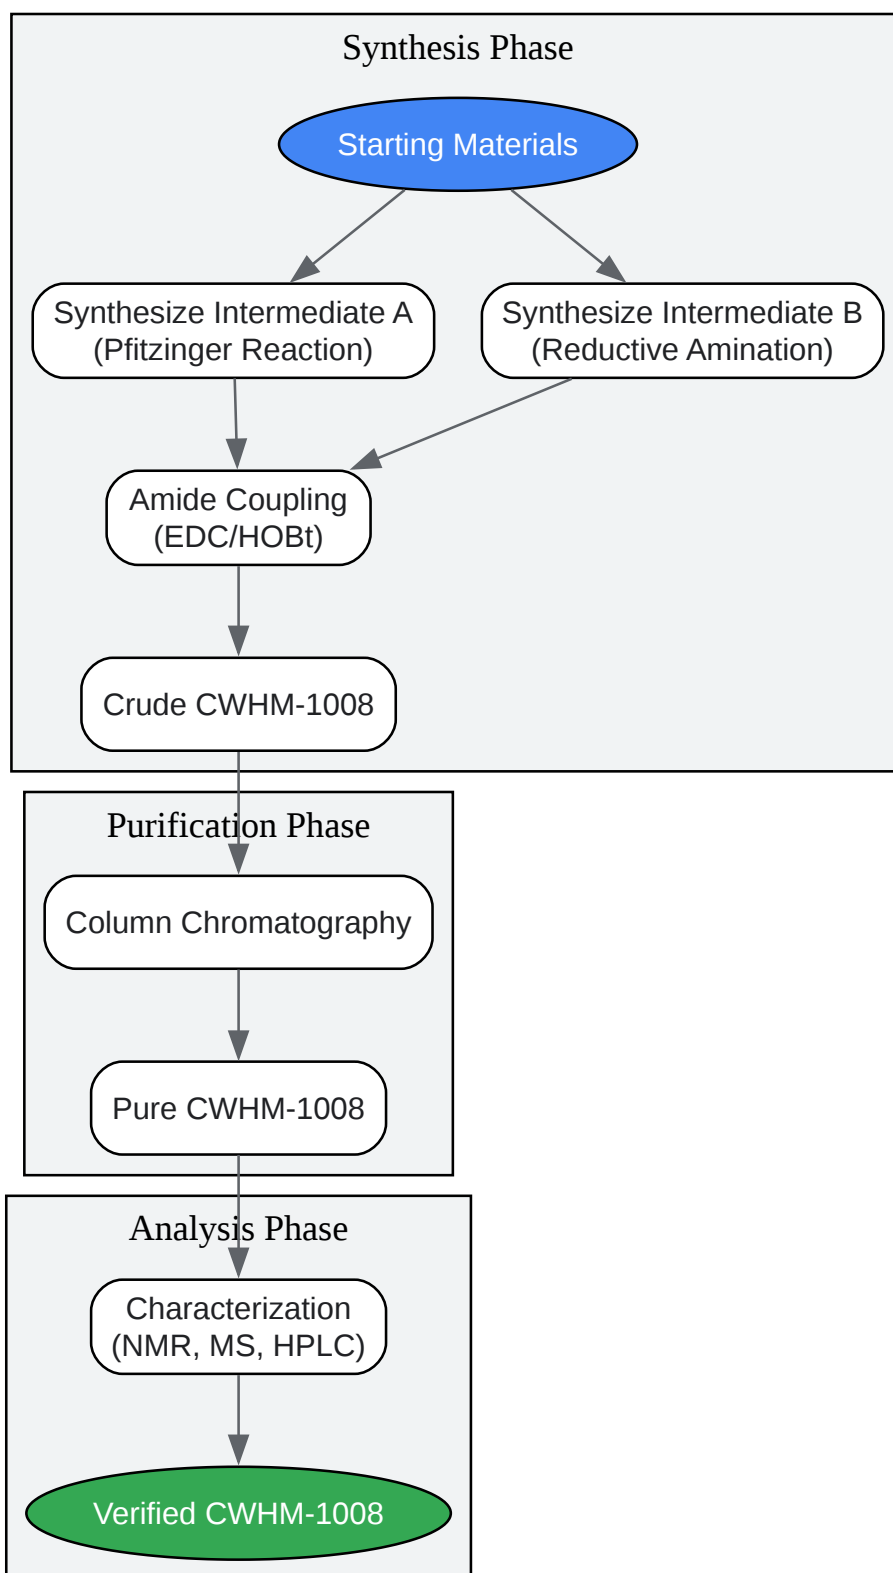 Synthesis Phase
Starting Materials
Synthesize Intermediate A
(Pfitzinger Reaction)
Synthesize Intermediate B
(Reductive Amination)
Amide Coupling
(EDC/HOBt)
Crude CWHM-1008
Purification Phase
Column Chromatography
Pure CWHM-1008
Analysis Phase
Characterization
(NMR, MS, HPLC)
Verified CWHM-1008